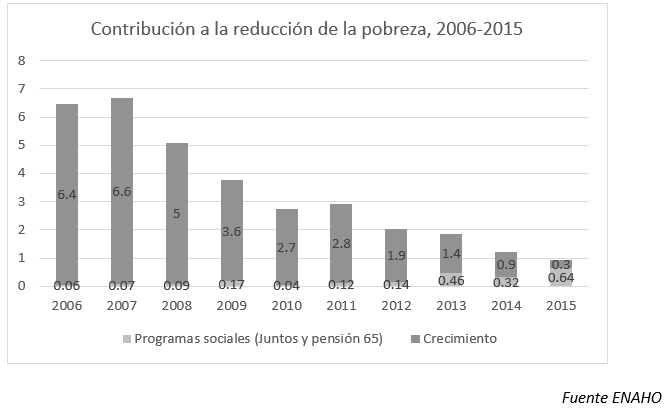 Contribución a la reducción de la pobreza, 2006-2015
8
7
6
5
4
3
2
1
0
6.4 6.6 5 3.6 2.7 2.8 1.9 1.4 0.9 0.3
0.06 0.07 0.09 0.17 0.04 0.12 0.14 0.46 0.32 0.64
2006 2007 2008 2009 2010 2011 2012 2013 2014 2015
Programas sociales (Juntos y pensión 65) Crecimiento
Fuente ENAHO